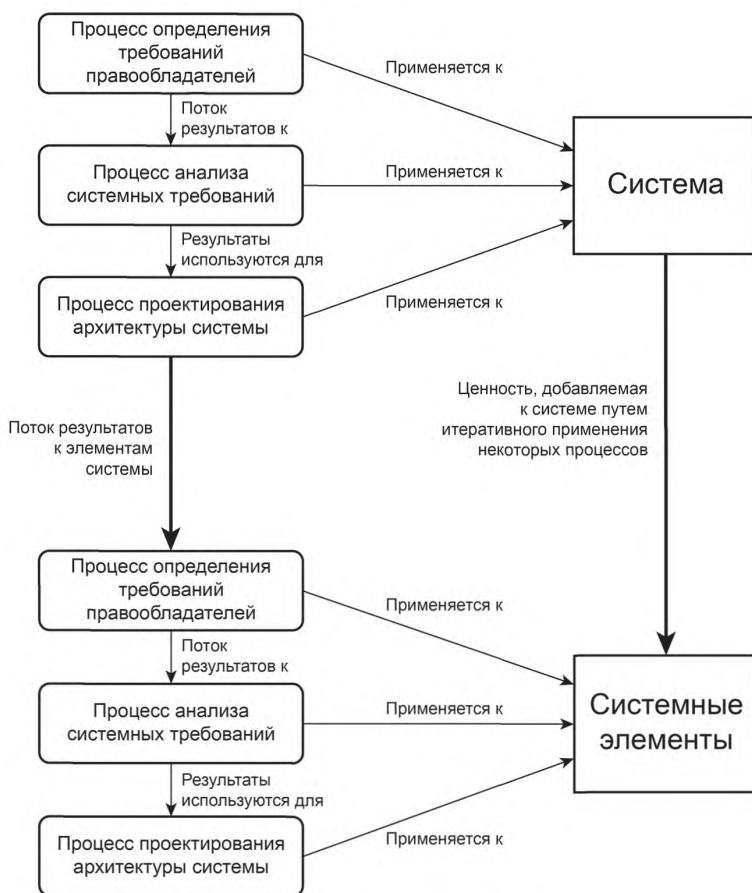 Процесс определения
требований
правообладателей
Применяется к
Поток
результатов к
Процесс анализа
системных требований
Применяется к
Система
Результаты
используются для
Процесс проектирования
архитектуры системы
Применяется к
Поток результатов
к элементам
системы
Ценность, добавляемая
к системе путем
итеративного применения
некоторых процессов
Процесс определения
требований
правообладателей
Применяется к
Поток
результатов к
Процесс анализа
системных требований
Применяется к
Системные
элементы
Результаты
используются для
Процесс проектирования
архитектуры системы
Применяется к